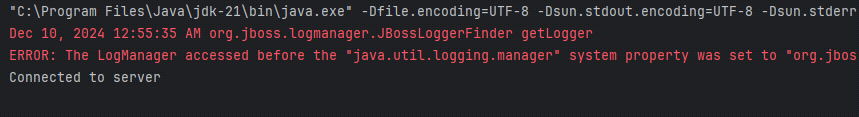 "C:\Program Files\Java\jdk-21\bin\java.exe" -Dfile.encoding=UTF-8 -Dsun.stdout.encoding=UTF-8 -Dsun.stderr
Dec 10, 2024 12:55:35 AM org.jboss.logmanager.JBossLoggerFinder getLogger
ERROR: The LogManager accessed before the "java.util.logging.manager" system property was set to "org.jbos
Connected to server